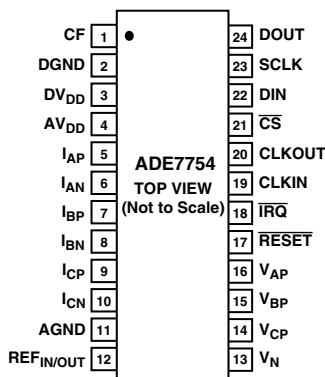 CF 1 24 DOUT
DGND 2 23 SCLK
DVDD 3 22 DIN
AVDD 4 21 CS
IAP 5 20 CLKOUT
ADE7754
IAN 6 19 CLKIN
TOP VIEW
(Not to Scale)
IBP 7 18 IRQ
IBN 8 17 RESET
ICP 9 16 VAP
ICN 10 15 VBP
AGND 11 14 VCP
REFIN/OUT 12 13 VN